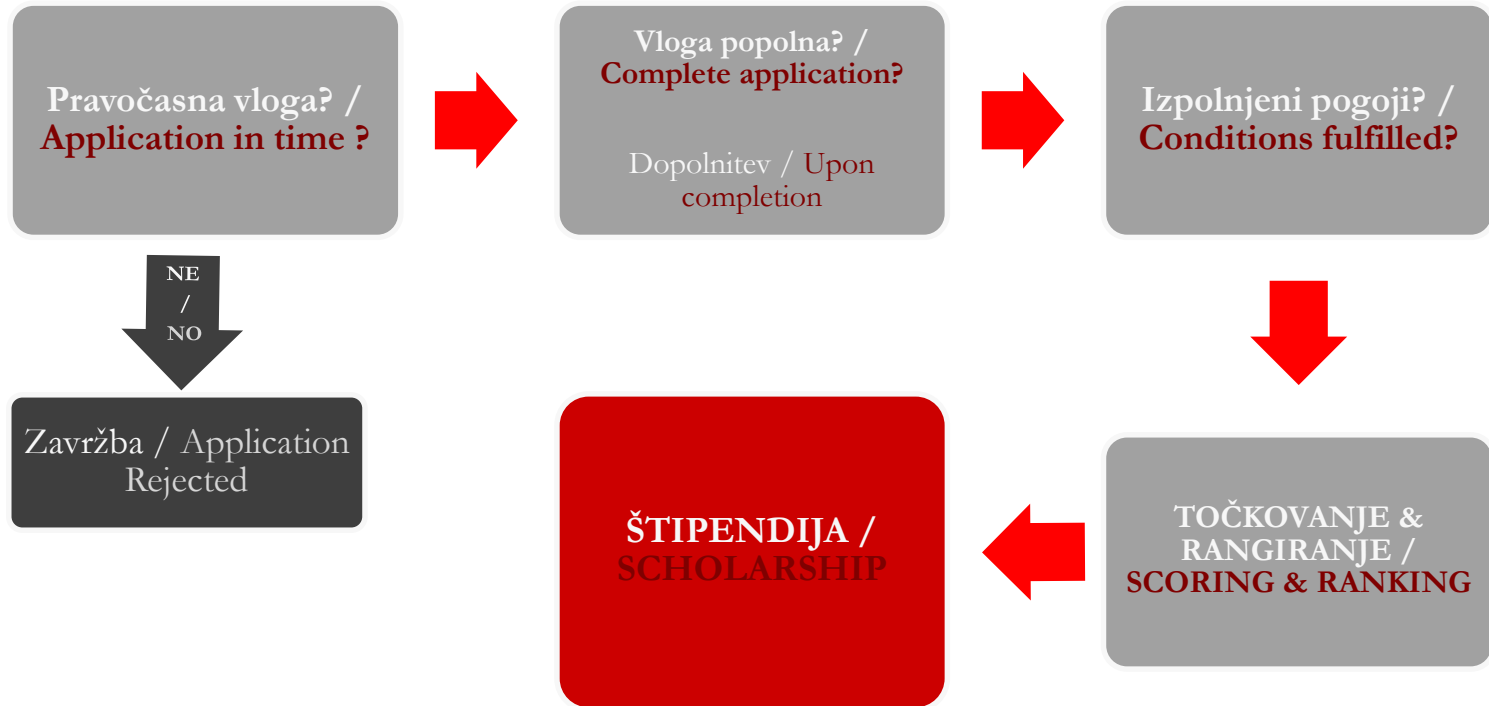 Pravočasna vloga? /
Application in time ?
Vloga popolna? /
Complete application?
Dopolnitev / Upon
completion
Izpolnjeni pogoji? /
Conditions fulfilled?
NE
/
NO
Završba / Application
Rejected
ŠTIPENDIJA /
SCHOLARSHIP
TOČKOVANJE &
RANGIRANJE /
SCORING & RANKING